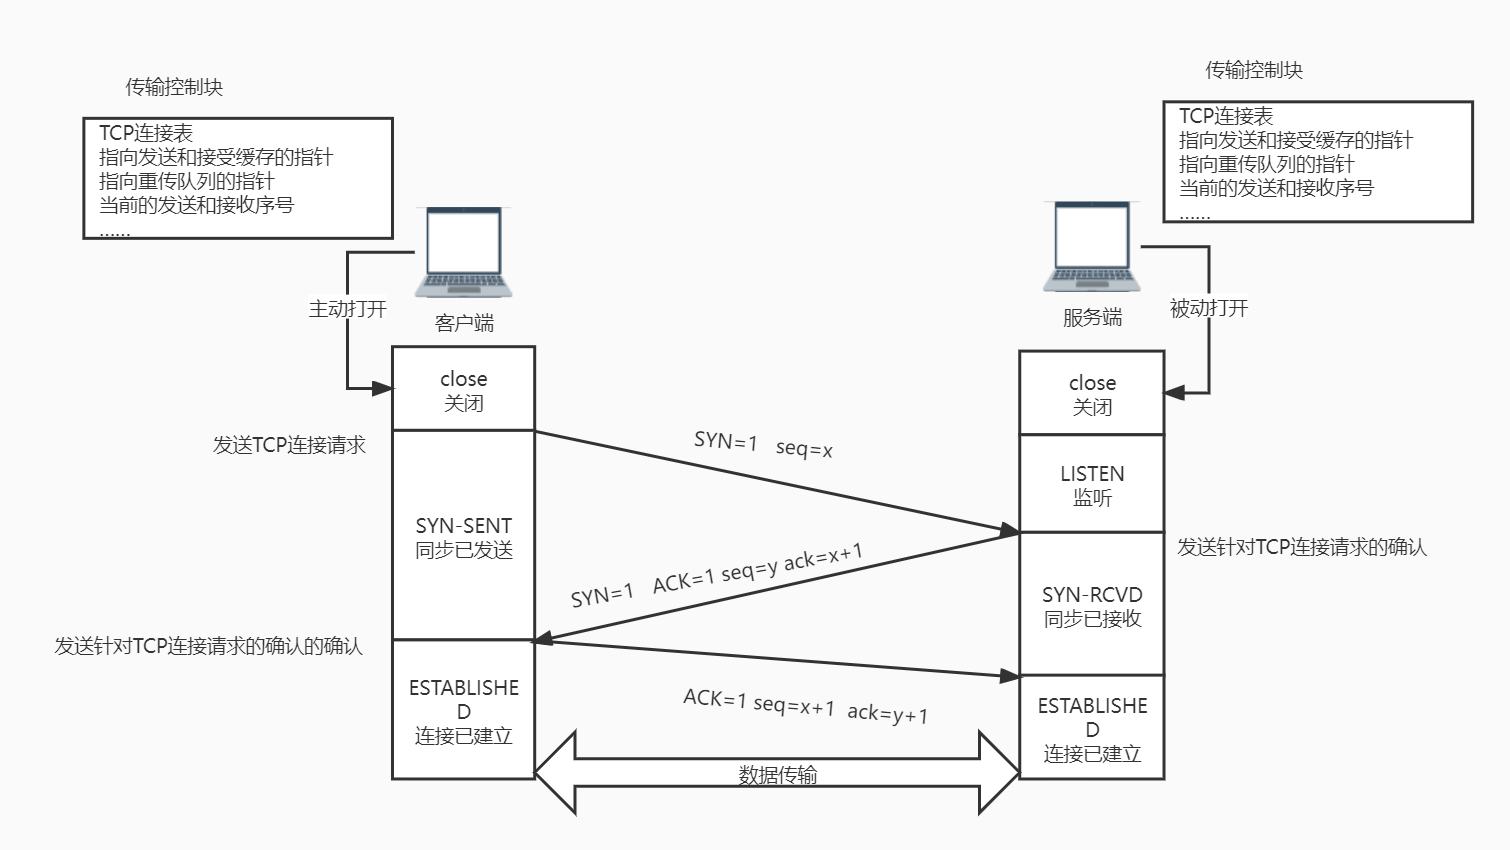 传输控制块
TCP连接表
指向发送和接受缓存的指针
指向重传队列的指针
当前的发送和接收序号
......
传输控制块
TCP连接表
指向发送和接受缓存的指针
指向重传队列的指针
当前的发送和接收序号
......
主动打开
客户端
服务端
被动打开
close
关闭
close
关闭
发送TCP连接请求
SYN=1 seq=x
LISTEN
监听
SYN-SENT
同步已发送
发送针对TCP连接请求的确认
SYN=1 ACK=1 seq=y ack=x+1
SYN-RCVD
同步已接收
发送针对TCP连接请求的确认的确认
ESTABLISHE
D
连接已建立
ACK=1 seq=x+1 ack=y+1
ESTABLISHE
D
连接已建立
数据传输